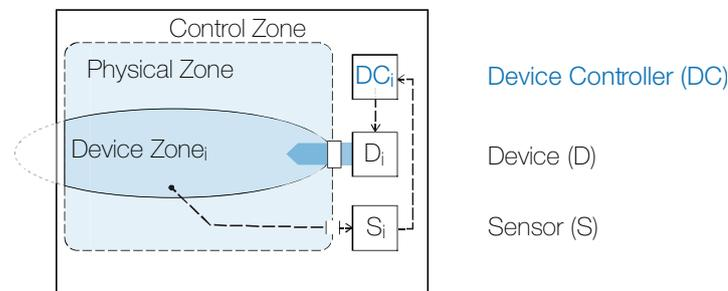 Control Zone
Physical Zone
DCi
Device Controller (DC)
Device Zonei
Di
Device (D)
Si
Sensor (S)